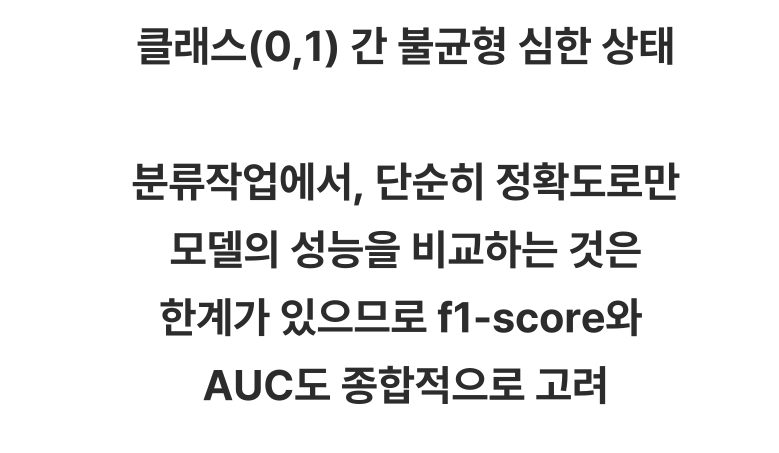 클래스(0,1) 간 불균형 심한 상태
분류작업에서, 단순히 정확도로만
모델의 성능을 비교하는 것은
한계가 있으므로 f1-score와
AUC도 종합적으로 고려